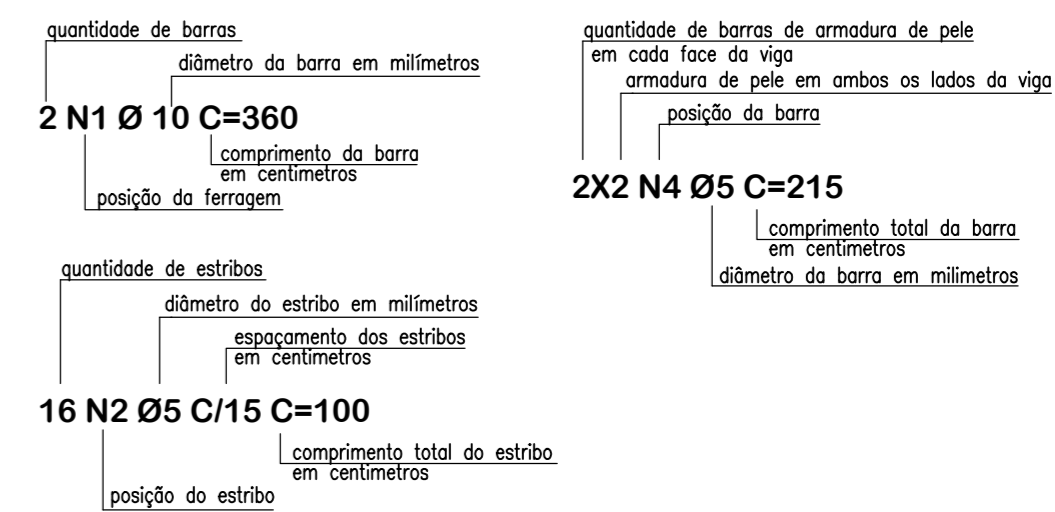 quantidade de barras
diâmetro da barra em milímetros
2 N1 Ø 10 C=360
comprimento da barra
em centimetros
posição da ferragem
quantidade de barras de armadura de pele
em cada face da viga
armadura de pele em ambos os lados da viga
posição da barra
2X2 N4 Ø5 C=215
comprimento total da barra
em centimetros
diâmetro da barra em milimetros
quantidade de estribos
diâmetro do estribo em milímetros
espaçamento dos estribos
em centimetros
16 N2 Ø5 C/15 C=100
comprimento total do estribo
em centimetros
posição do estribo